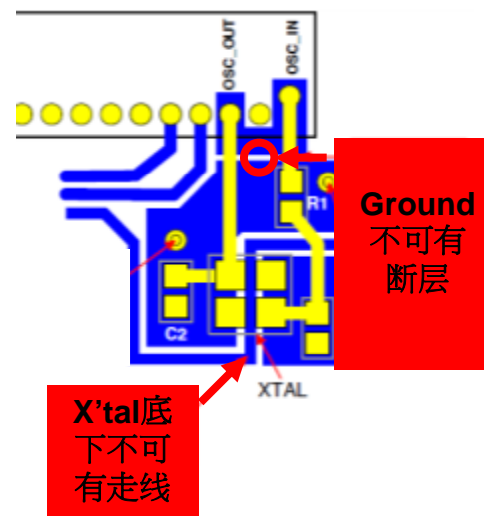 OSC_OUT
OSC_IN
R1
Ground
不可有
断层
C2
XTAL
X’tal底
下不可
有走线